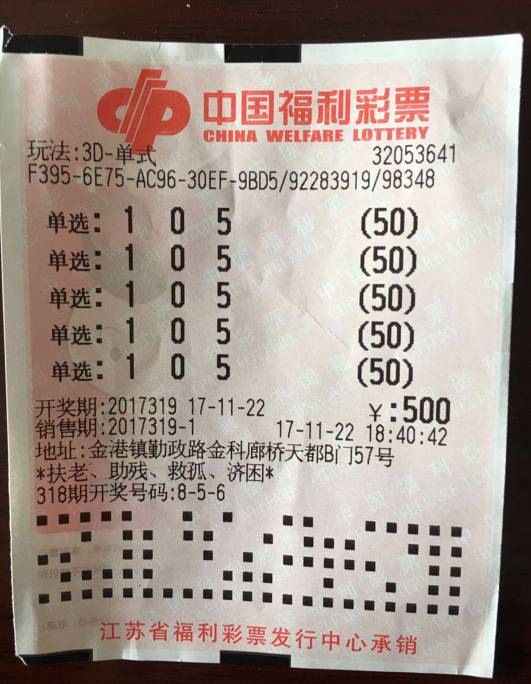 中国福利彩票
CHINA WELFARE LOTTERY
玩法:3D-单式 32053641
F395-6E75-AC96-30EF-9BD5/92283919/98348
单选: 1 0 5 (50)
单选: 1 0 5 (50)
单选: 1 0 5 (50)
单选: 1 0 5 (50)
单选: 1 0 5 (50)
开奖期:2017319 17-11-22 ¥:500
销售期:2017319-1 17-11-22 18:40:42
地址:金港镇勤政路金科廊桥天都B门57号
*扶老、助残、救孤、济困*
318期开奖号码:8-5-6
江苏省福利彩票发行中心承销